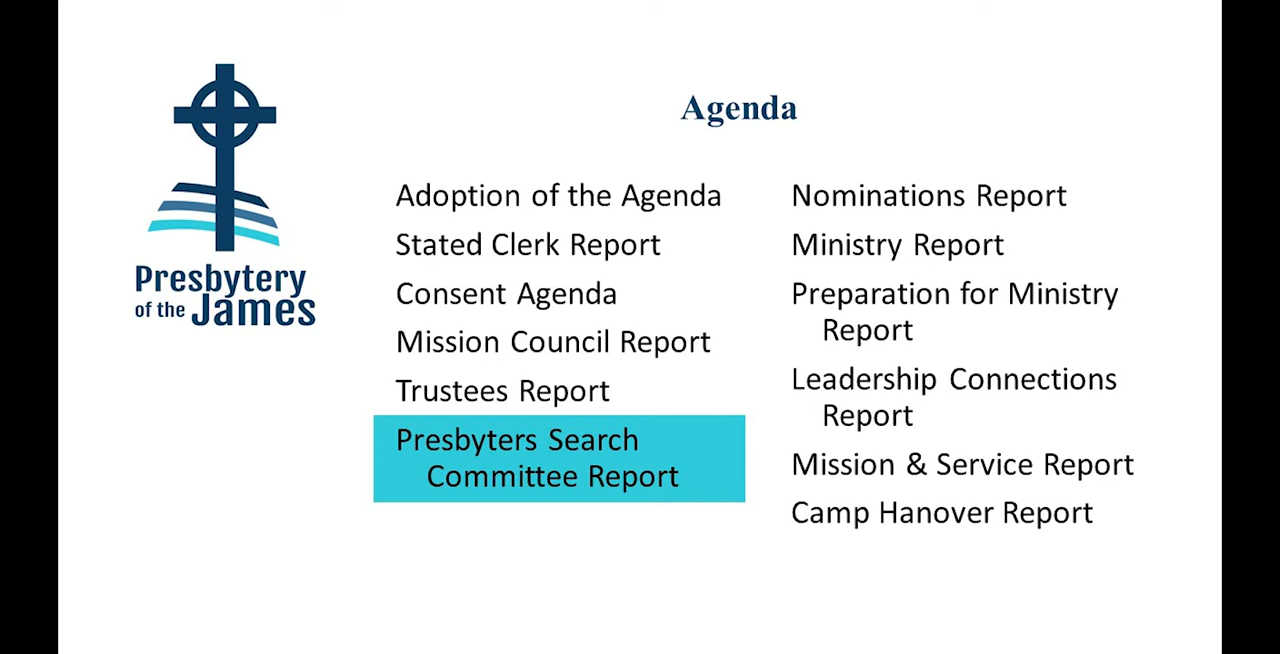 Presbytery
of the James
Agenda
Adoption of the Agenda
Stated Clerk Report
Consent Agenda
Mission Council Report
Trustees Report
Presbyters Search
Committee Report
Nominations Report
Ministry Report
Preparation for Ministry
Report
Leadership Connections
Report
Mission & Service Report
Camp Hanover Report